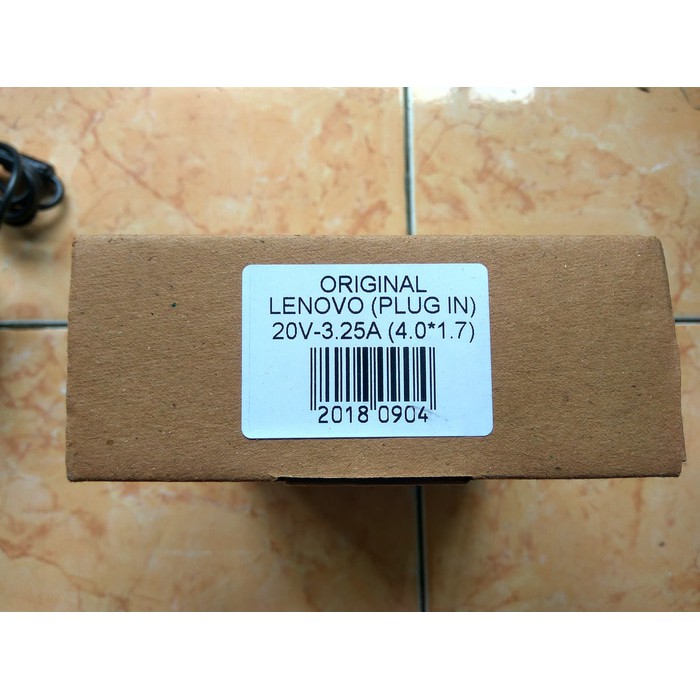 ORIGINAL
LENOVO (PLUG IN)
20V-3.25A (4.0*1.7)
2018 0904